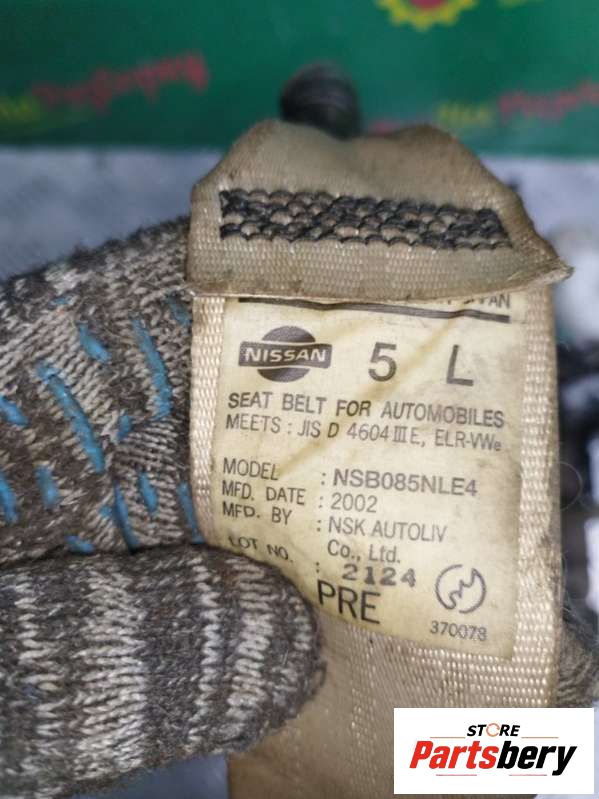 NISSAN 5 L
SEAT BELT FOR AUTOMOBILES
MEETS : JIS D 4604 III E, ELR-VWe
MODEL : NSB085NLE4
MFD. DATE : 2002
MFD. BY : NSK AUTOLIV
Co., Ltd.
LOT NO. : 2124
PRE
370078
STORE
Partsbery